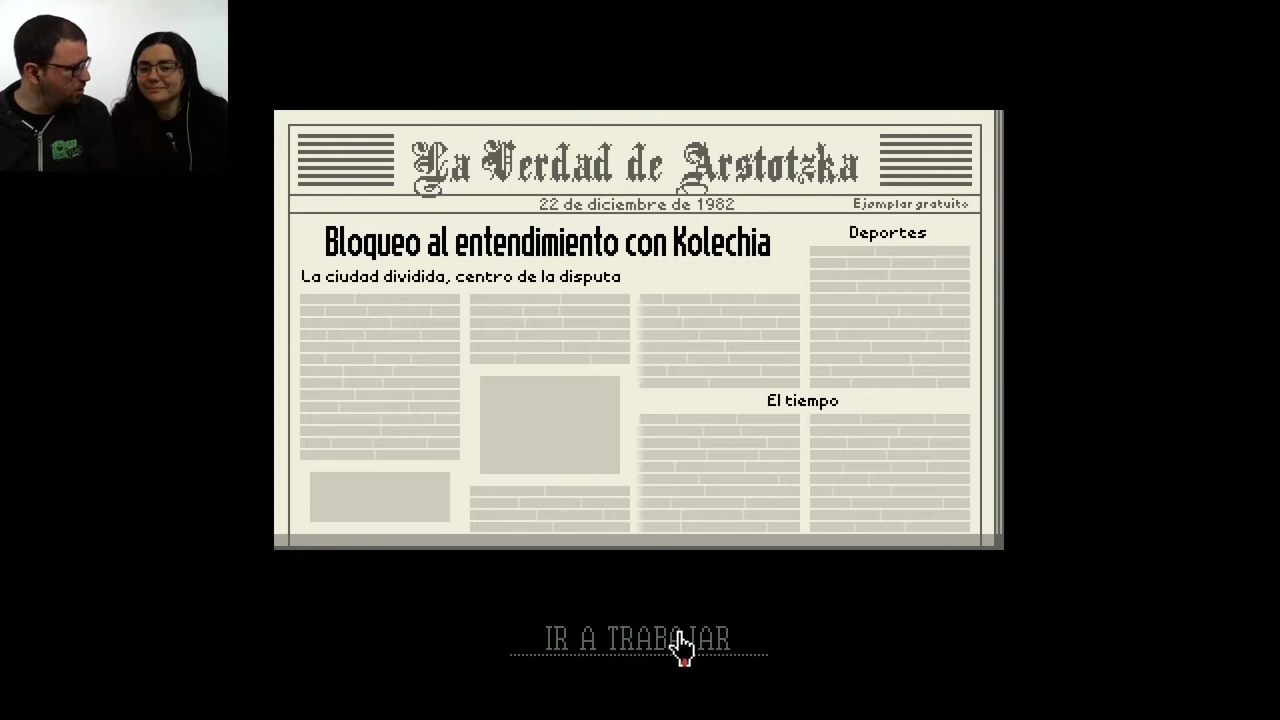 La Verdad de Arstotzka
22 de diciembre de 1982
Ejemplar gratuito
Bloqueo al entendimiento con Kolechia
La ciudad dividida, centro de la disputa
Deportes
El tiempo
IR A TRABAJAR